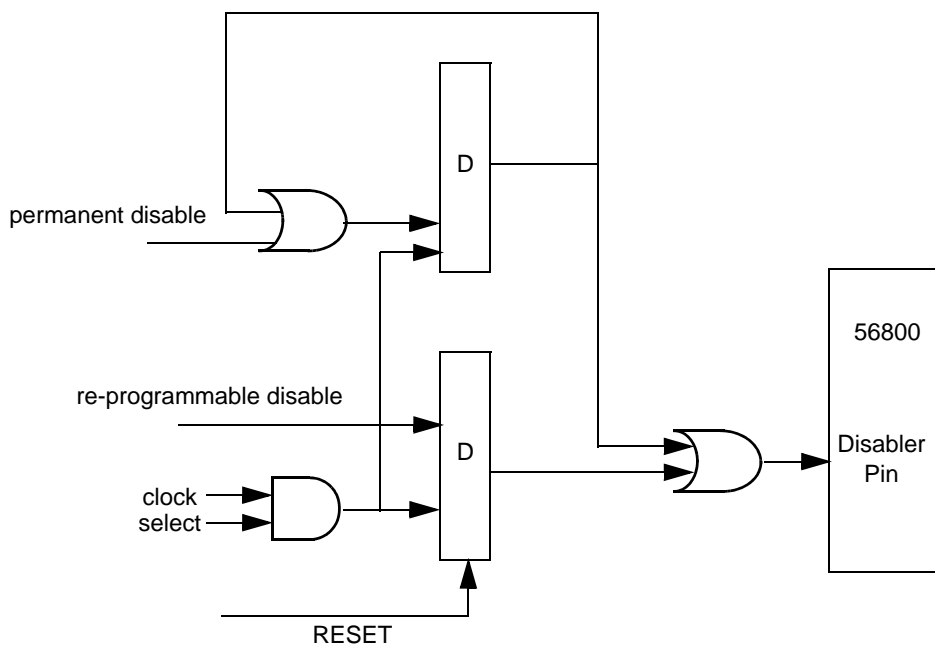 D
permanent disable
56800
re-programmable disable
D
Disabler
Pin
clock
select
RESET